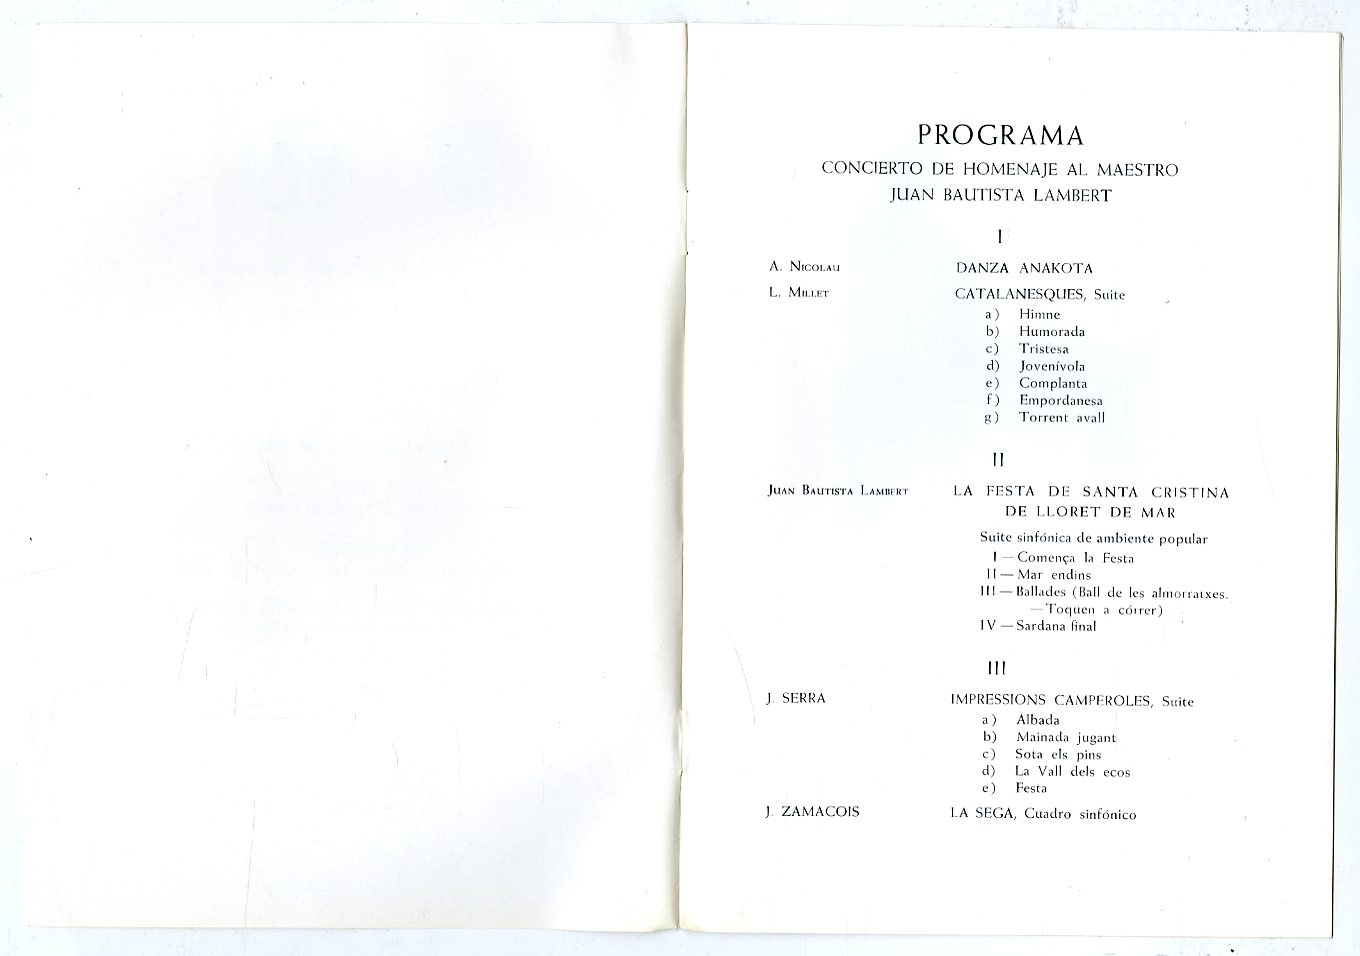 PROGRAMA
CONCIERTO DE HOMENAJE AL MAESTRO
JUAN BAUTISTA LAMBERT
I
A. Nicolau DANZA ANAKOTA
L. Millet CATALANESQUES, Suite
a) Himne
b) Humorada
c) Tristesa
d) Jovenívola
e) Complanta
f) Empordanesa
g) Torrent avall
II
Juan Bautista Lambert LA FESTA DE SANTA CRISTINA
DE LLORET DE MAR
Suite sinfónica de ambiente popular
I — Comença la Festa
II — Mar endins
III — Ballades (Ball de les almorratxes.
— Toquen a córrer)
IV — Sardana final
III
J. SERRA IMPRESSIONS CAMPEROLES, Suite
a) Albada
b) Mainada jugant
c) Sota els pins
d) La Vall dels ecos
e) Festa
J. ZAMACOIS LA SEGA, Cuadro sinfónico